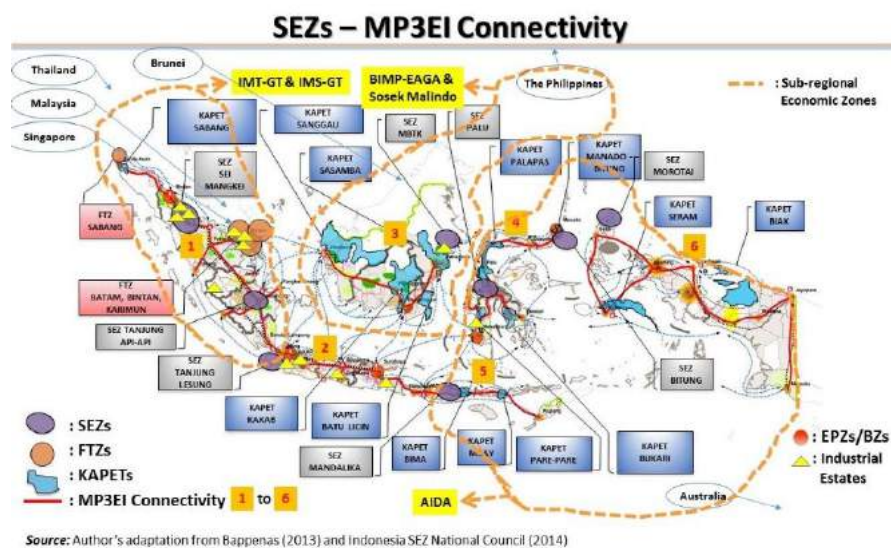 SEZs – MP3EI Connectivity
Thailand
Malaysia
Singapore
Brunei
IMT-GT & IMS-GT
BIMP-EAGA &
Sosek Malindo
The Philippines
: Sub-regional
Economic Zones
KAPET
SABANG
KAPET
SANGGAU
SEZ
MBTK
SEZ
PALU
SEZ
SEI
MANGKEI
KAPET
SASAMBA
KAPET
PALAPAS
KAPET
MANADO
SEZ
MOROTAI
KAPET
SERAM
KAPET
BIAK
FTZ
SABANG
1
3
4
6
FTZ
BATAM, BINTAN,
KARIMUN
SEZ TANJUNG
API-API
SEZ
TANJUNG
LESUNG
2
5
SEZ
BITUNG
KAPET
KAKAB
KAPET
BATU LICIN
SEZ
MANDALIKA
KAPET
BIMA
KAPET
KAPET
PARE-PARE
KAPET
BUKARI
: SEZs
: FTZs
: KAPETs
: MP3EI Connectivity 1 to 6
: EPZs/BZs
: Industrial
Estates
AIDA
Australia
Source: Author's adaptation from Bappenas (2013) and Indonesia SEZ National Council (2014)